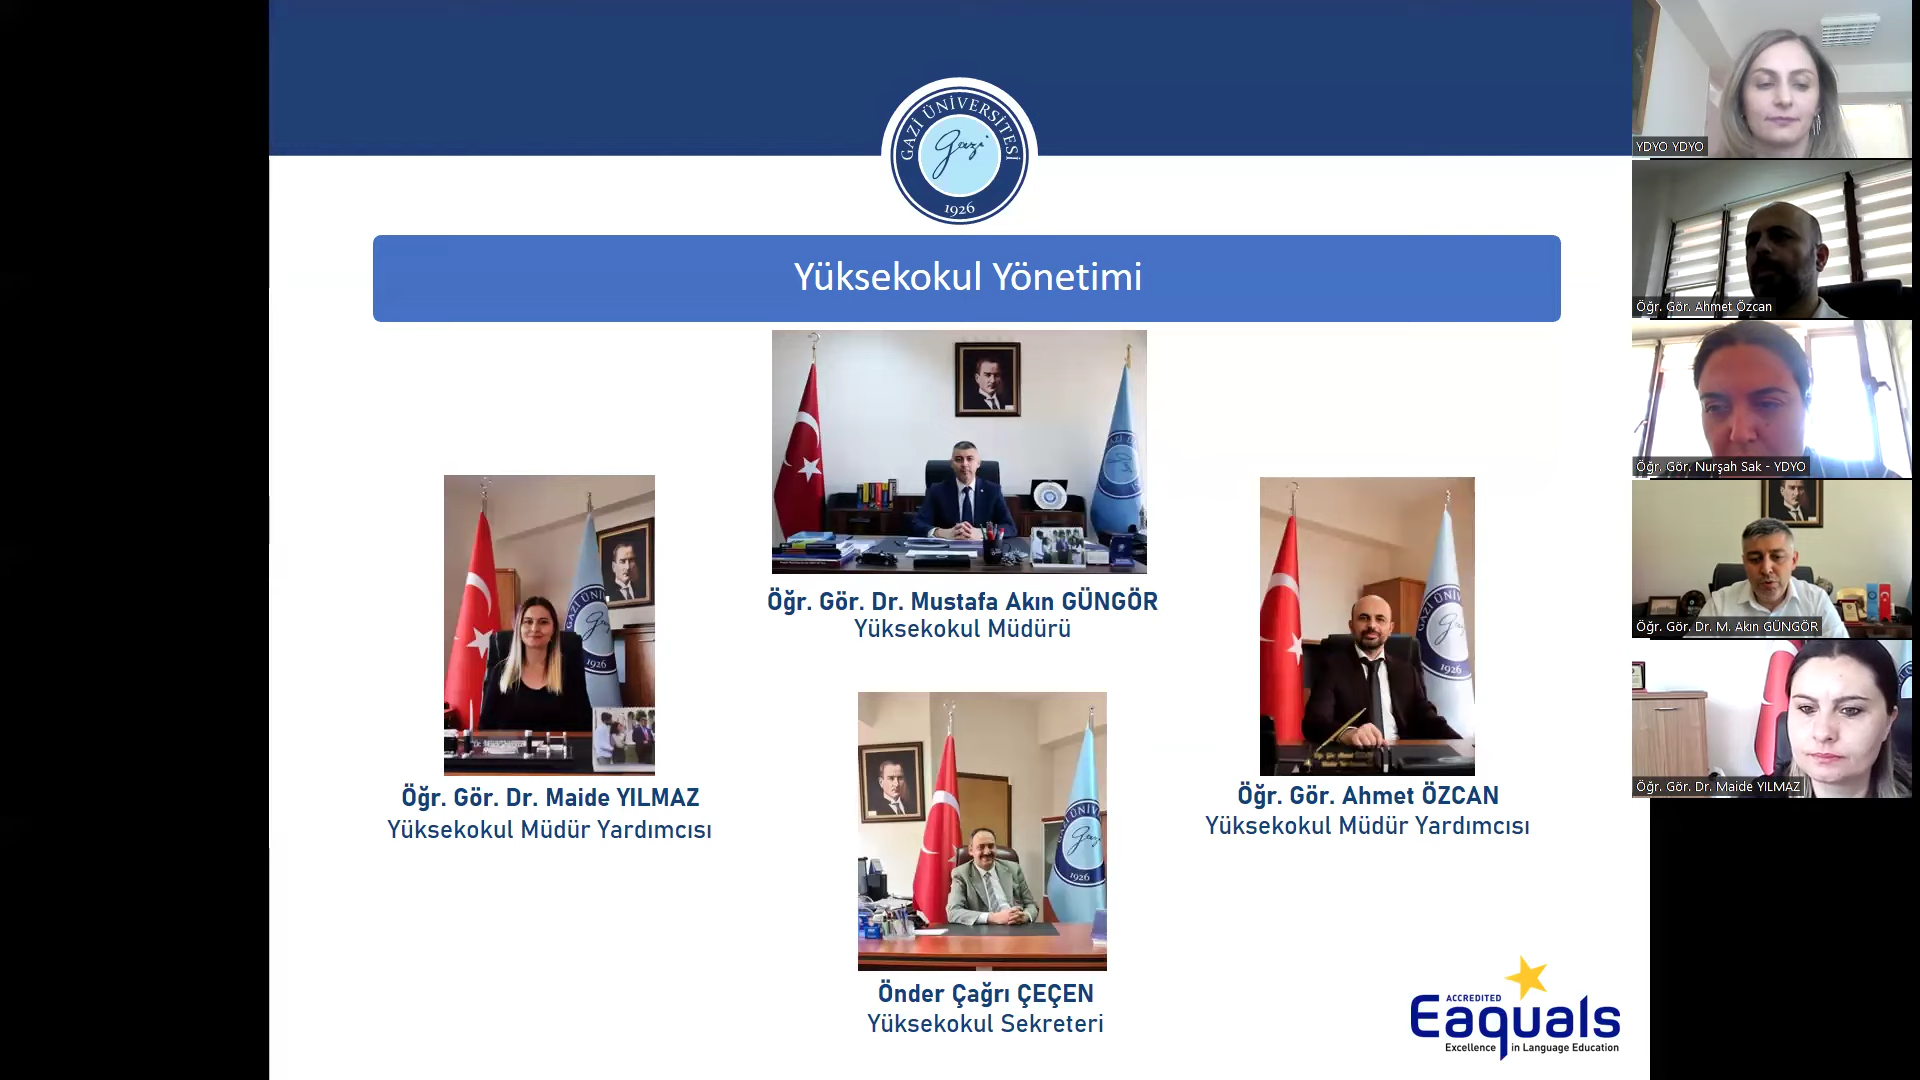 GAZİ ÜNİVERSİTESİ
gazi
1926
Yüksekokul Yönetimi
Öğr. Gör. Dr. Mustafa Akın GÜNGÖR
Yüksekokul Müdürü
Öğr. Gör. Dr. Maide YILMAZ
Yüksekokul Müdür Yardımcısı
Öğr. Gör. Ahmet ÖZCAN
Yüksekokul Müdür Yardımcısı
Önder Çağrı ÇEÇEN
Yüksekokul Sekreteri
ACCREDITED
Eaquals
Excellence in Language Education
YDYO YDYO
Öğr. Gör. Ahmet Özcan
Öğr. Gör. Nurşah Sak - YDYO
Öğr. Gör. Dr. M. Akın GÜNGÖR
Öğr. Gör. Dr. Maide YILMAZ